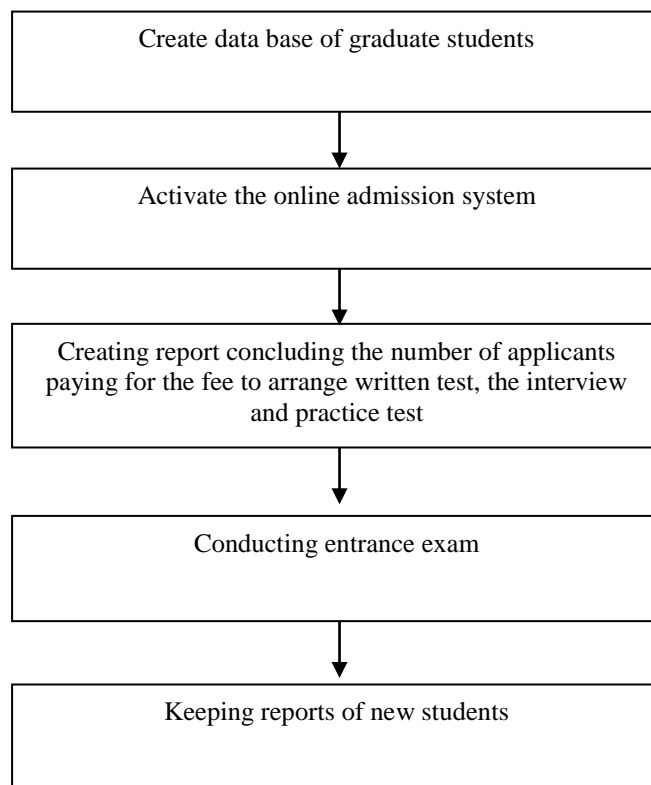 Create data base of graduate students
Activate the online admission system
Creating report concluding the number of applicants
paying for the fee to arrange written test, the interview
and practice test
Conducting entrance exam
Keeping reports of new students